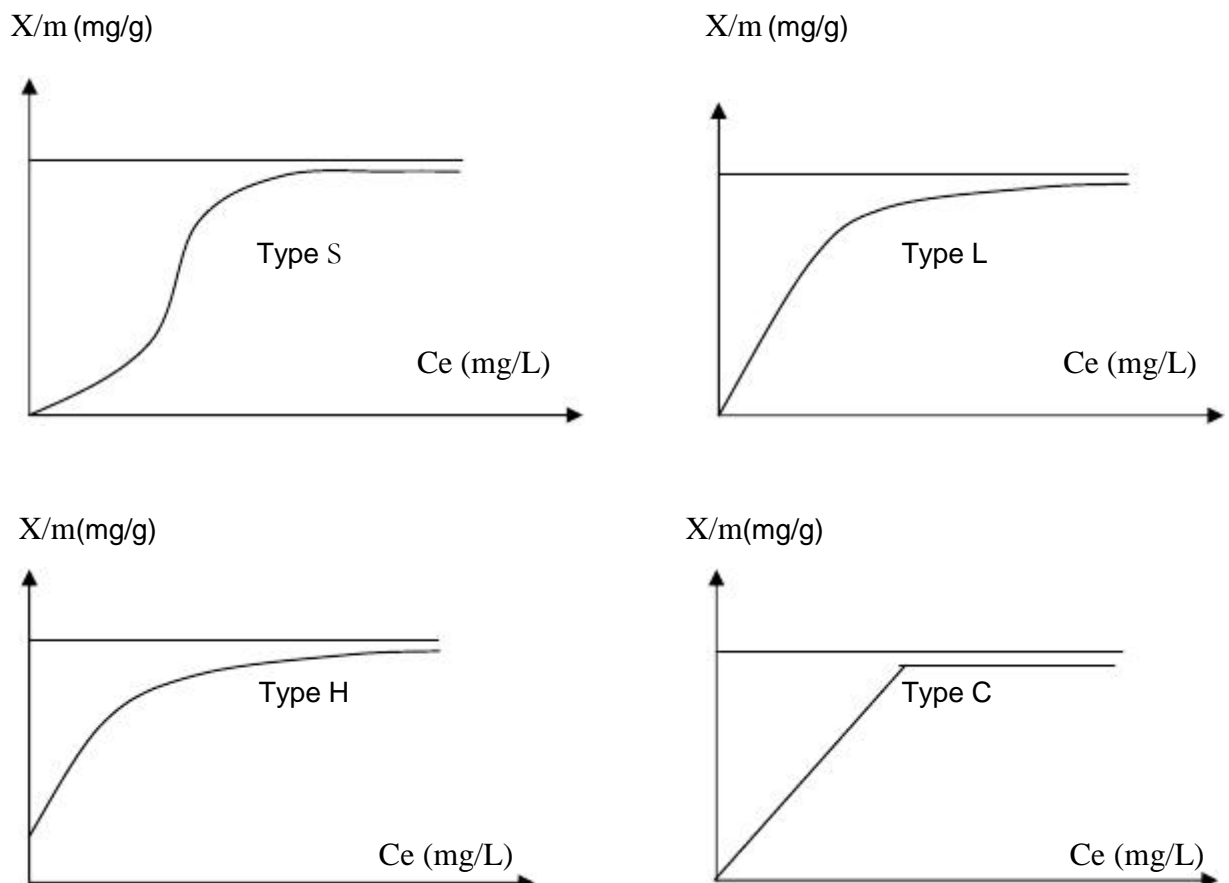 X/m (mg/g)
X/m (mg/g)
Type S
Type L
Ce (mg/L)
Ce (mg/L)
X/m(mg/g)
X/m(mg/g)
Type H
Type C
Ce (mg/L)
Ce (mg/L)